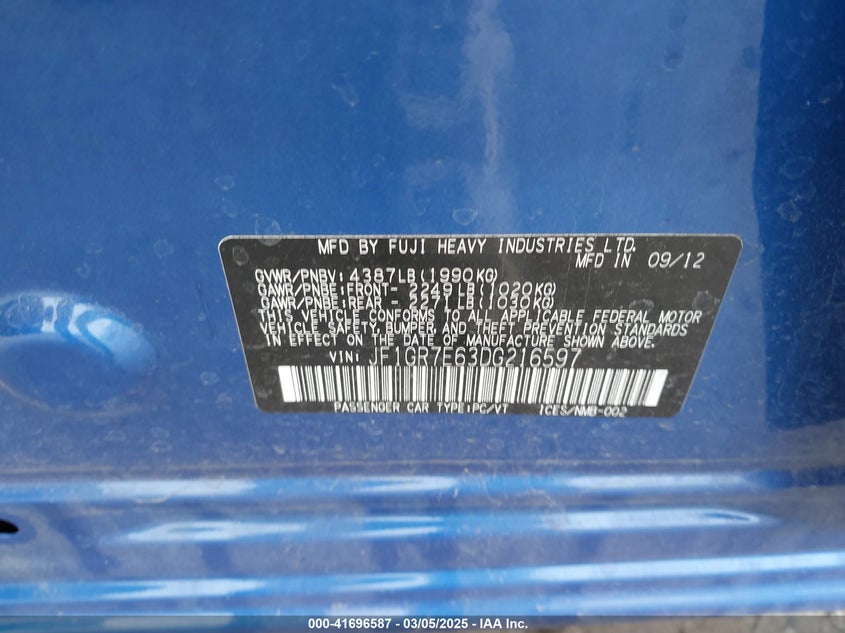 MFD BY FUJI HEAVY INDUSTRIES LTD.
MFD IN 09/12
GVWR/PNBV: 4387LB(1990KG)
GAWR/PNBE:FRONT- 2249LB(1020KG)
GAWR/PNBE:REAR - 2271LB(1030KG)
THIS VEHICLE CONFORMS TO ALL APPLICABLE FEDERAL MOTOR
VEHICLE SAFETY, BUMPER, AND THEFT PREVENTION STANDARDS
IN EFFECT ON THE DATE OF MANUFACTURE SHOWN ABOVE.
VIN: JF1GR7E63DG216597
PASSENGER CAR TYPE:PC/VT ICES/NMB-002
000-41696587 - 03/05/2025 - IAA Inc.